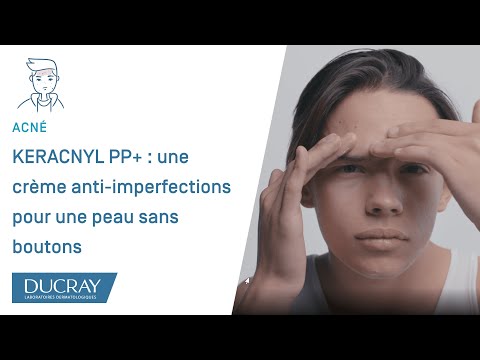 ACNÉ
KERACNYL PP+ : une
crème anti-imperfections
pour une peau sans
boutons
DUCRAY
LABORATOIRES DERMATOLOGIQUES